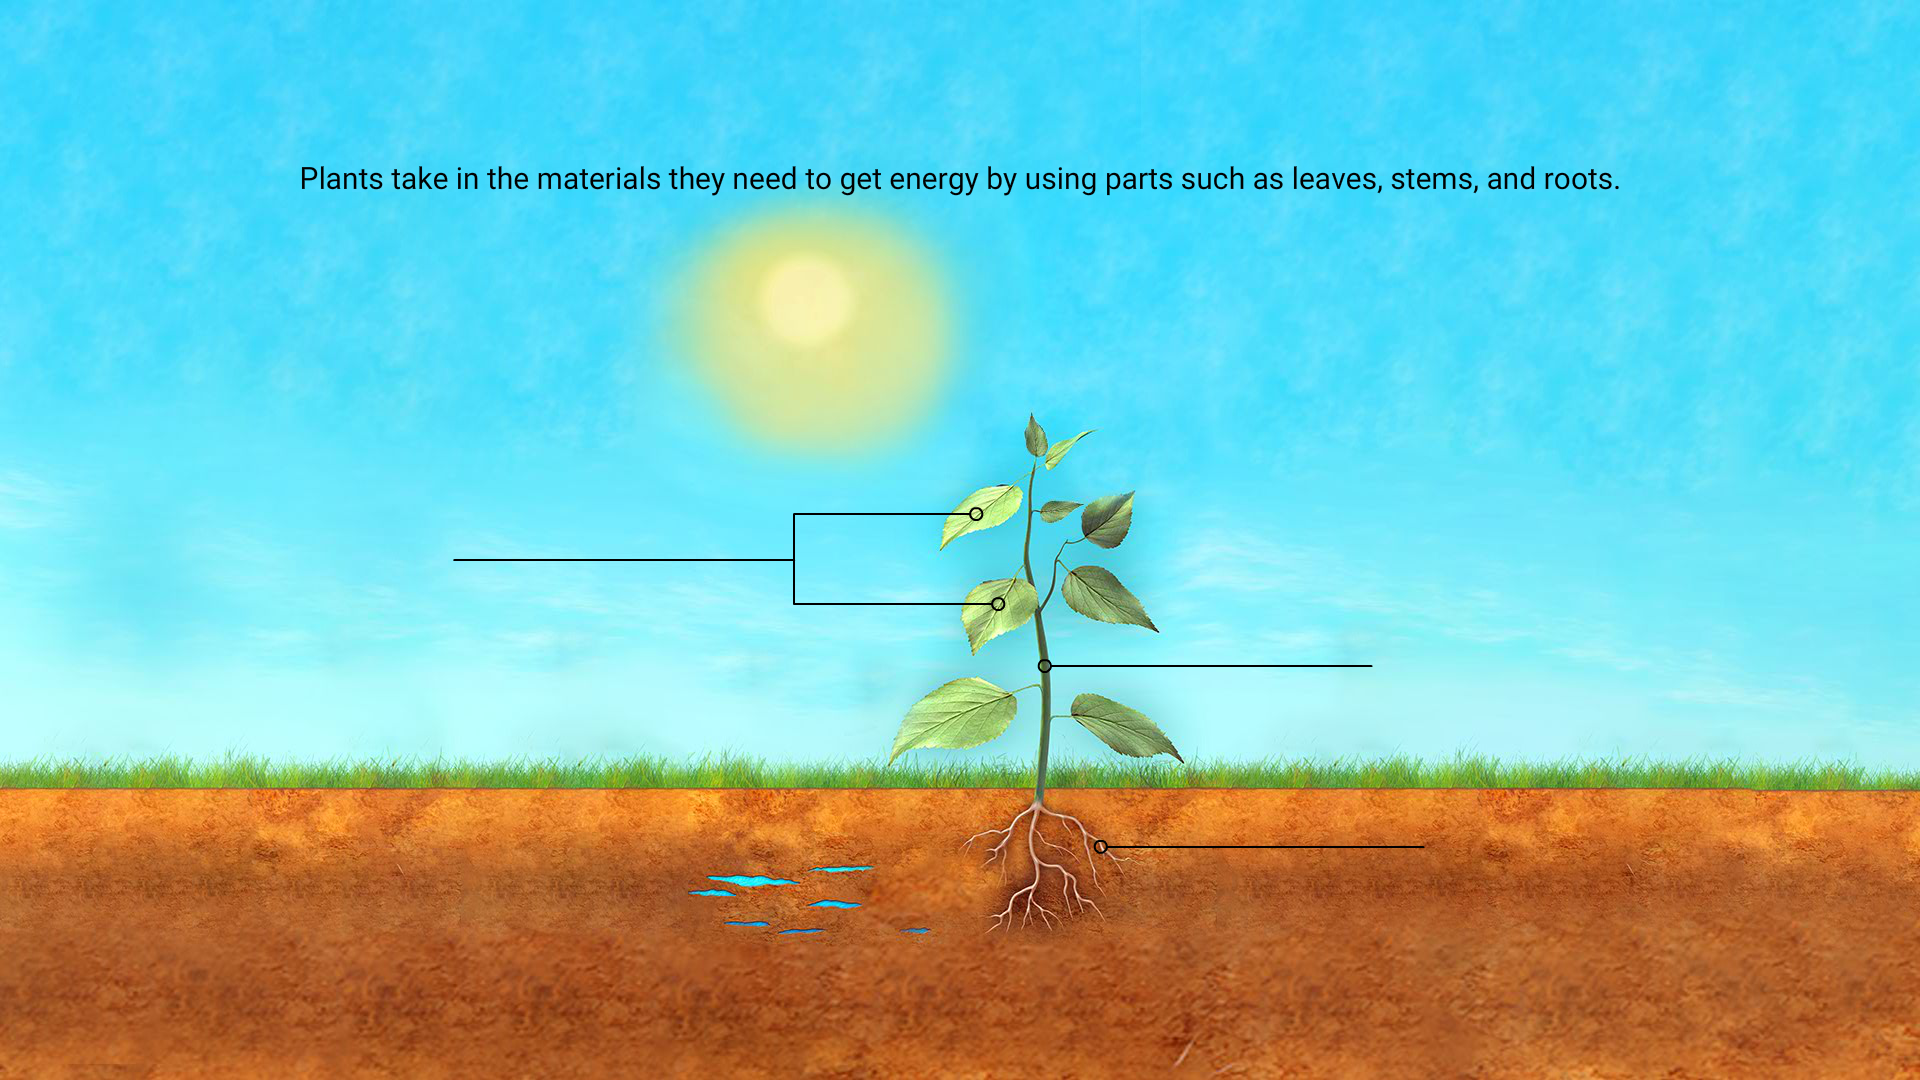 Plants take in the materials they need to get energy by using parts such as leaves, stems, and roots.